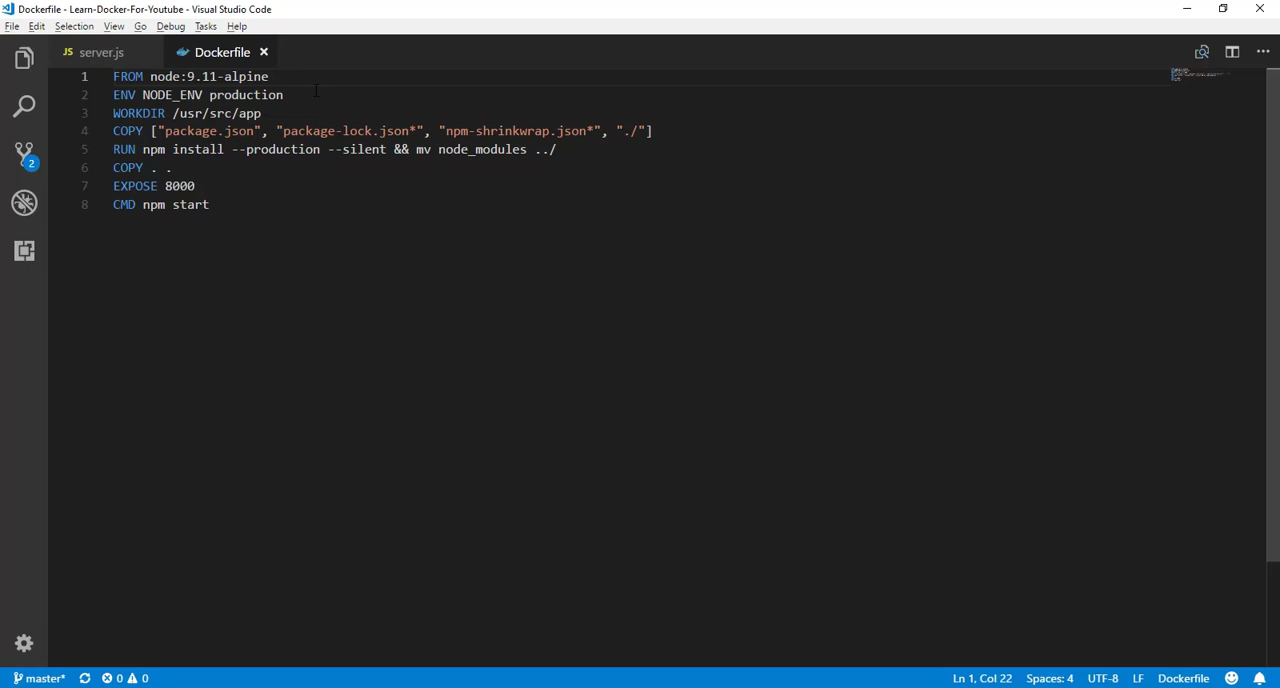 Dockerfile - Learn-Docker-For-Youtube - Visual Studio Code
File Edit Selection View Go Debug Tasks Help
JS server.js Dockerfile
1 FROM node:9.11-alpine
2 ENV NODE_ENV production
3 WORKDIR /usr/src/app
4 COPY ["package.json", "package-lock.json*", "npm-shrinkwrap.json*", "./"]
5 RUN npm install --production --silent && mv node_modules ../
6 COPY . .
7 EXPOSE 8000
8 CMD npm start
2
master* 0 0 Ln 1, Col 22 Spaces: 4 UTF-8 LF Dockerfile